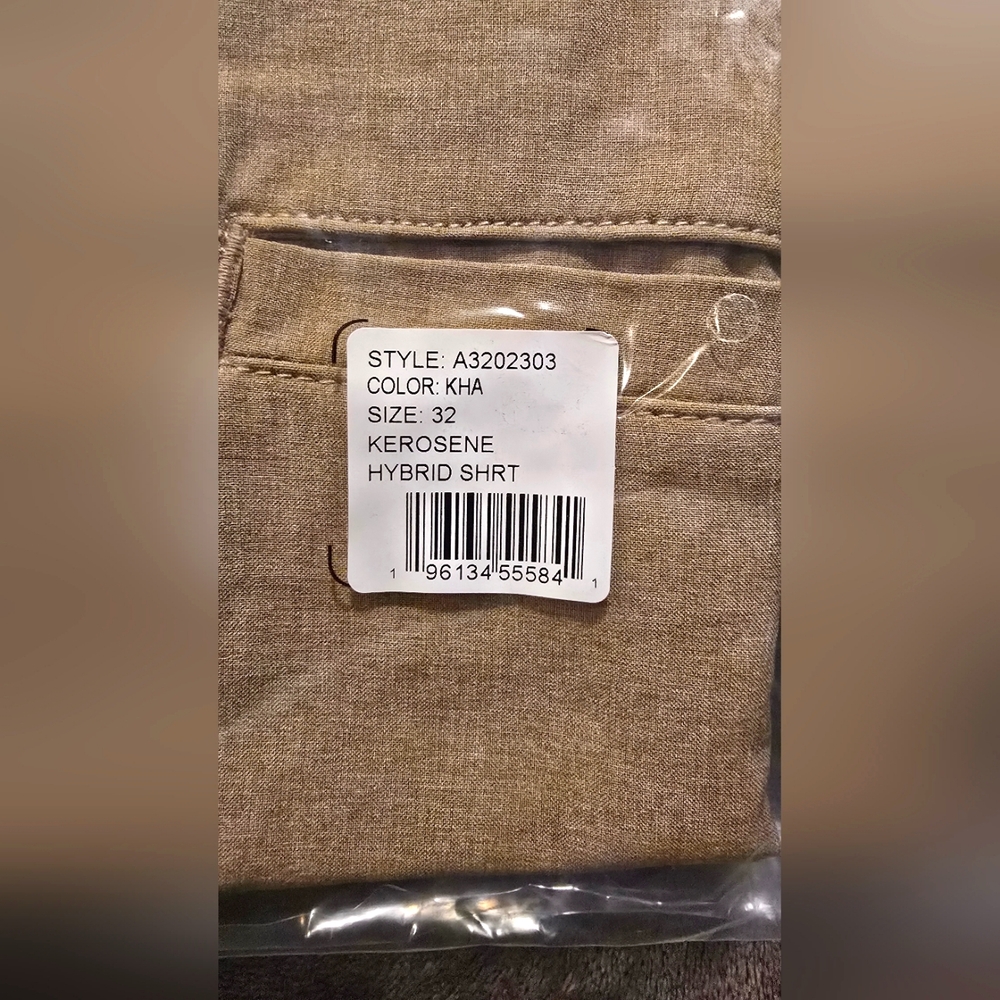 STYLE: A3202303
COLOR: KHA
SIZE: 32
KEROSENE
HYBRID SHRT
1 96134 55584 1